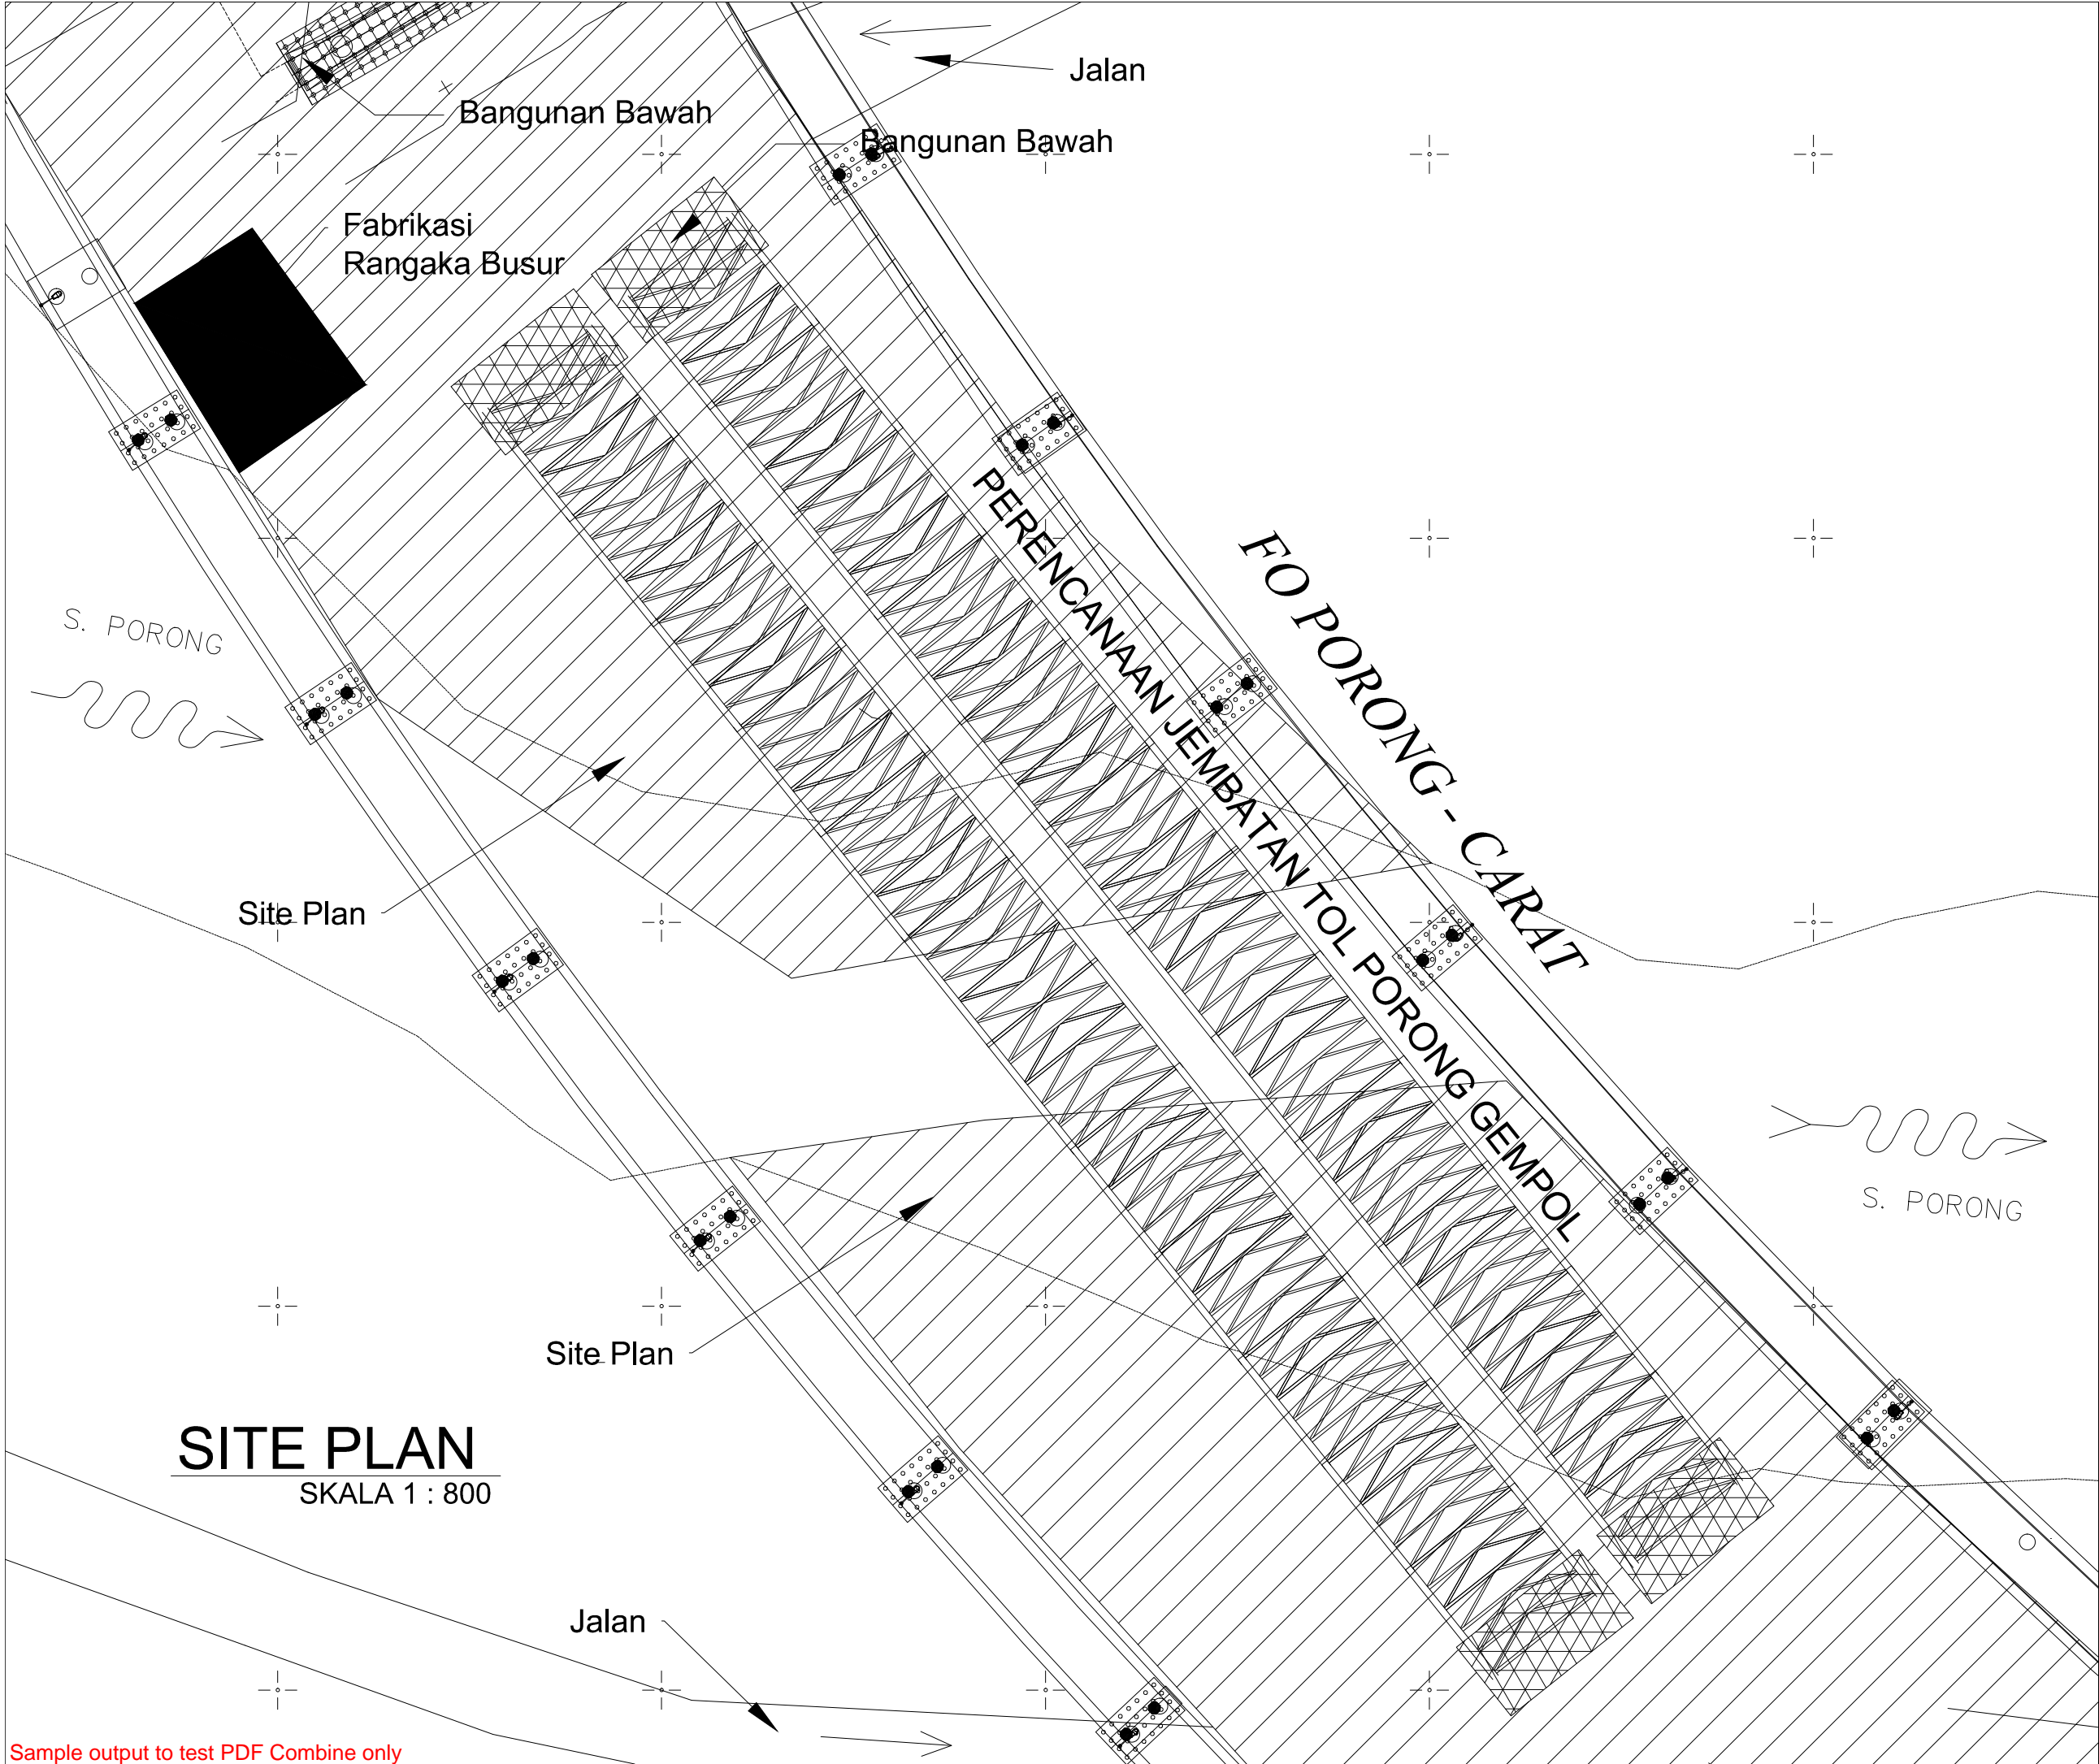 Jalan
Bangunan Bawah
Bangunan Bawah
Fabrikasi
Rangaka Busur
PERENCANAAN JEMBATAN TOL PORONG GEMPOL
FO PORONG - CARAT
S. PORONG
Site Plan
S. PORONG
Site Plan
SITE PLAN
SKALA 1 : 800
Jalan
Sample output to test PDF Combine only